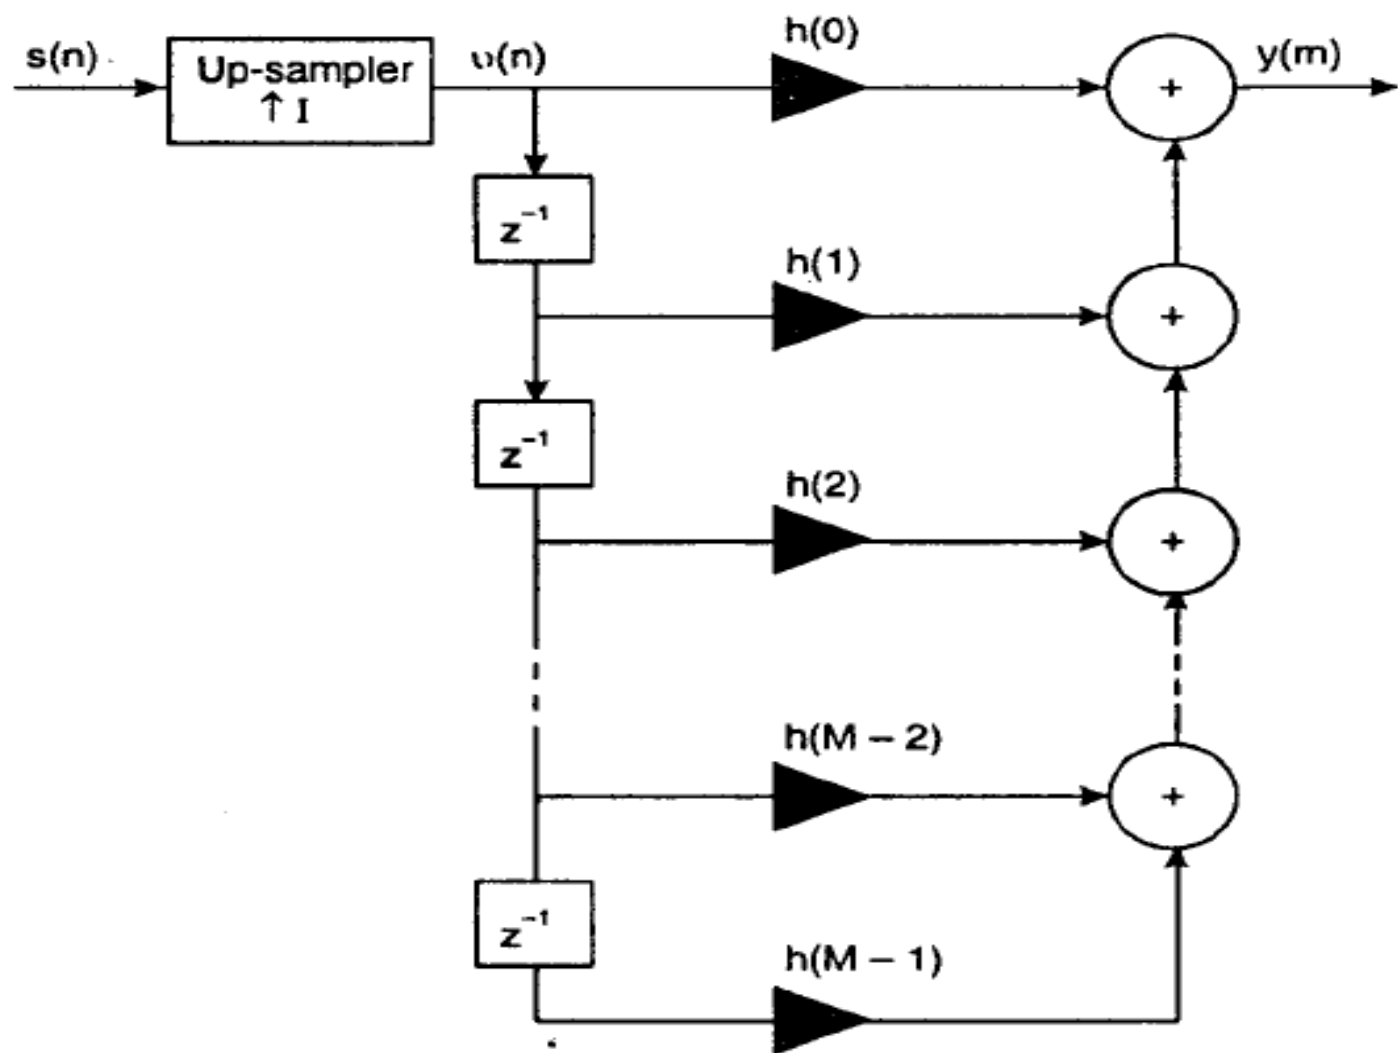 s(n)
Up-sampler
↑ I
υ(n)
h(0)
+
y(m)
z⁻¹
h(1)
+
z⁻¹
h(2)
+
h(M – 2)
+
z⁻¹
h(M – 1)